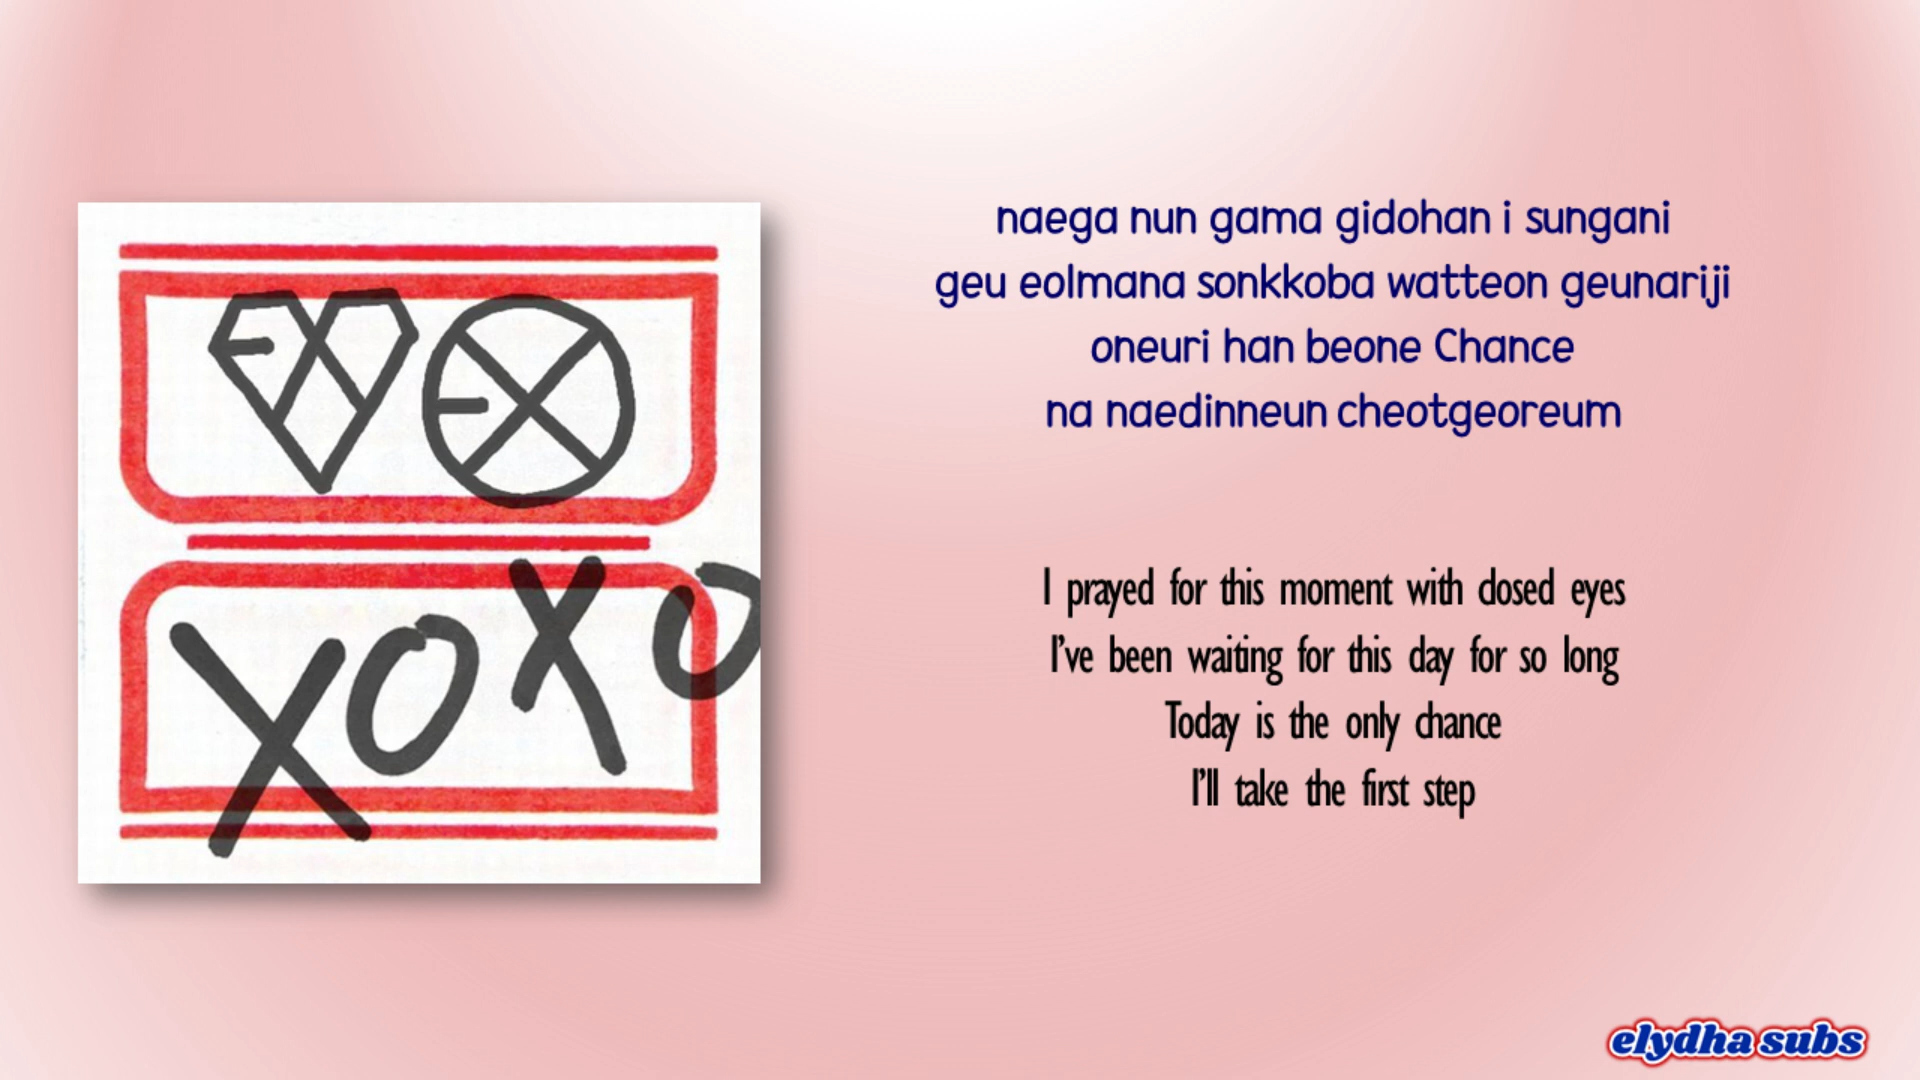 EX EX
XOXO
naega nun gama gidohan i sungani
geu eolmana sonkkoba watteon geunariji
oneuri han beone Chance
na naedinneun cheotgeoreum
I prayed for this moment with closed eyes
I've been waiting for this day for so long
Today is the only chance
I'll take the first step
elydha subs